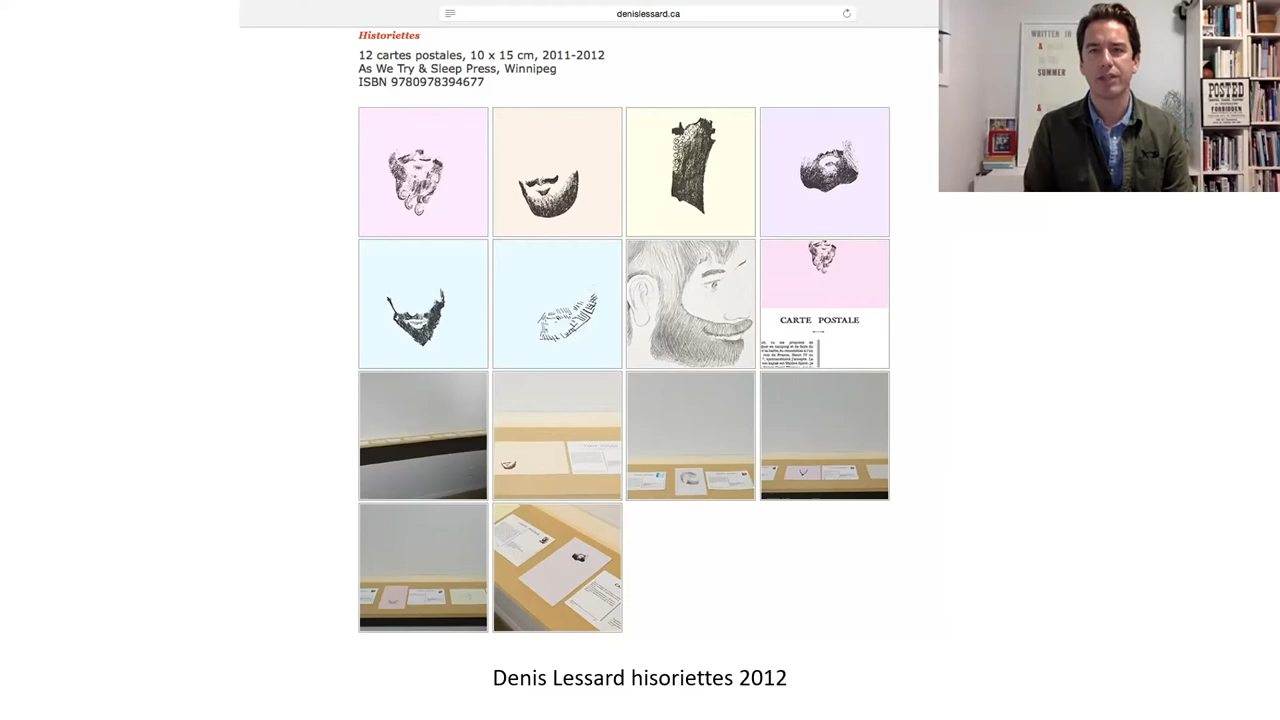 denislessard.ca
Historiettes
12 cartes postales, 10 x 15 cm, 2011-2012
As We Try & Sleep Press, Winnipeg
ISBN 9780978394677
WRITTEN IN
SUMMER
POSTED
FORBIDDEN
CARTE POSTALE
Denis Lessard hisoriettes 2012